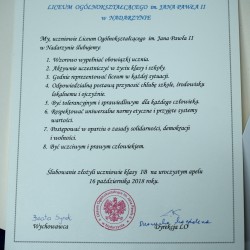 LICEUM OGÓLNOKSZTAŁCĄCEGO im. JANA PAWŁA II
w NADARZYNIE
My, uczniowie Liceum Ogólnokształcącego im. Jana Pawła II
w Nadarzynie ślubujemy:
1. Wzorowo wypełniać obowiązki ucznia.
2. Aktywnie uczestniczyć w życiu klasy i szkoły.
3. Godnie reprezentować liceum w każdej sytuacji.
4. Odpowiedzialną postawą przynosić chlubę szkole, środowisku
lokalnemu i ojczyźnie.
5. Być tolerancyjnym i sprawiedliwym dla każdego człowieka.
6. Respektować uniwersalne normy etyczne i przyjęte systemy
wartości.
7. Postępować w oparciu o zasady solidarności, demokracji
i wolności.
8. Być uczciwym i prawym człowiekiem.
Ślubowanie złożyli uczniowie klasy 1B na uroczystym apelu
16 października 2018 roku.
Wychowawca
Dyrekcja LO